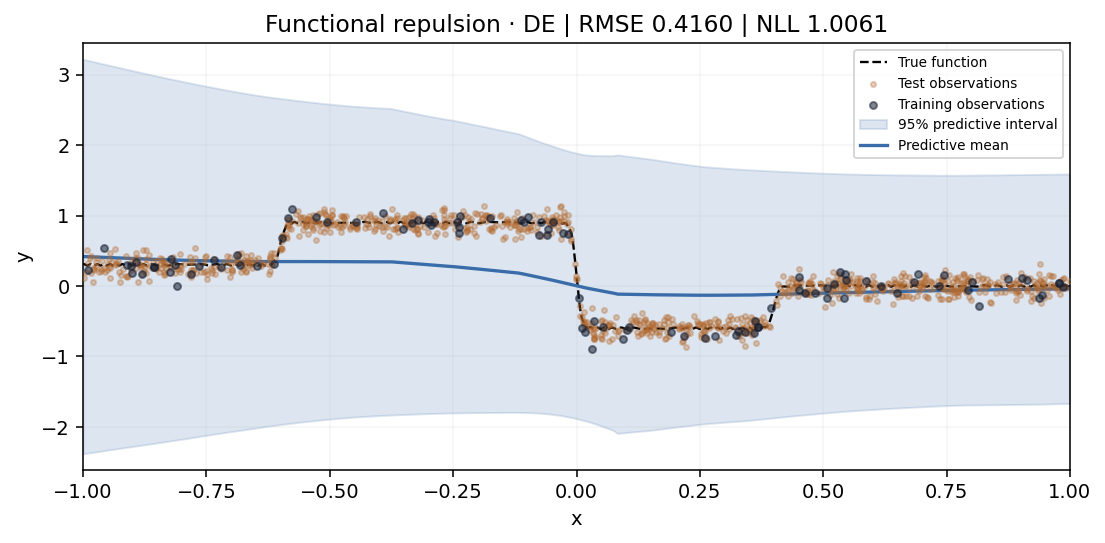 Functional repulsion · DE | RMSE 0.4160 | NLL 1.0061
True function
Test observations
Training observations
95% predictive interval
Predictive mean
y
3
2
1
0
−1
−2
−1.00 −0.75 −0.50 −0.25 0.00 0.25 0.50 0.75 1.00
x